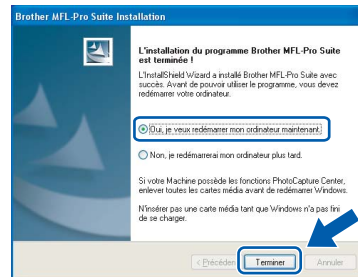 Brother MFL-Pro Suite Installation
L'installation du programme Brother MFL-Pro Suite
est terminée !
L'InstallShield Wizard a installé Brother MFL-Pro Suite avec
succès. Avant de pouvoir utiliser le programme, vous devez
redémarrer votre ordinateur.
Oui, je veux redémarrer mon ordinateur maintenant.
Non, je redémarrerai mon ordinateur plus tard.
Si votre Machine possède les fonctions PhotoCapture Center,
enlever toutes les cartes média avant de redémarrer Windows.
N'insérer pas une carte média tant que Windows n'a pas fini
de se charger.
< Précédent
Terminer
Annuler